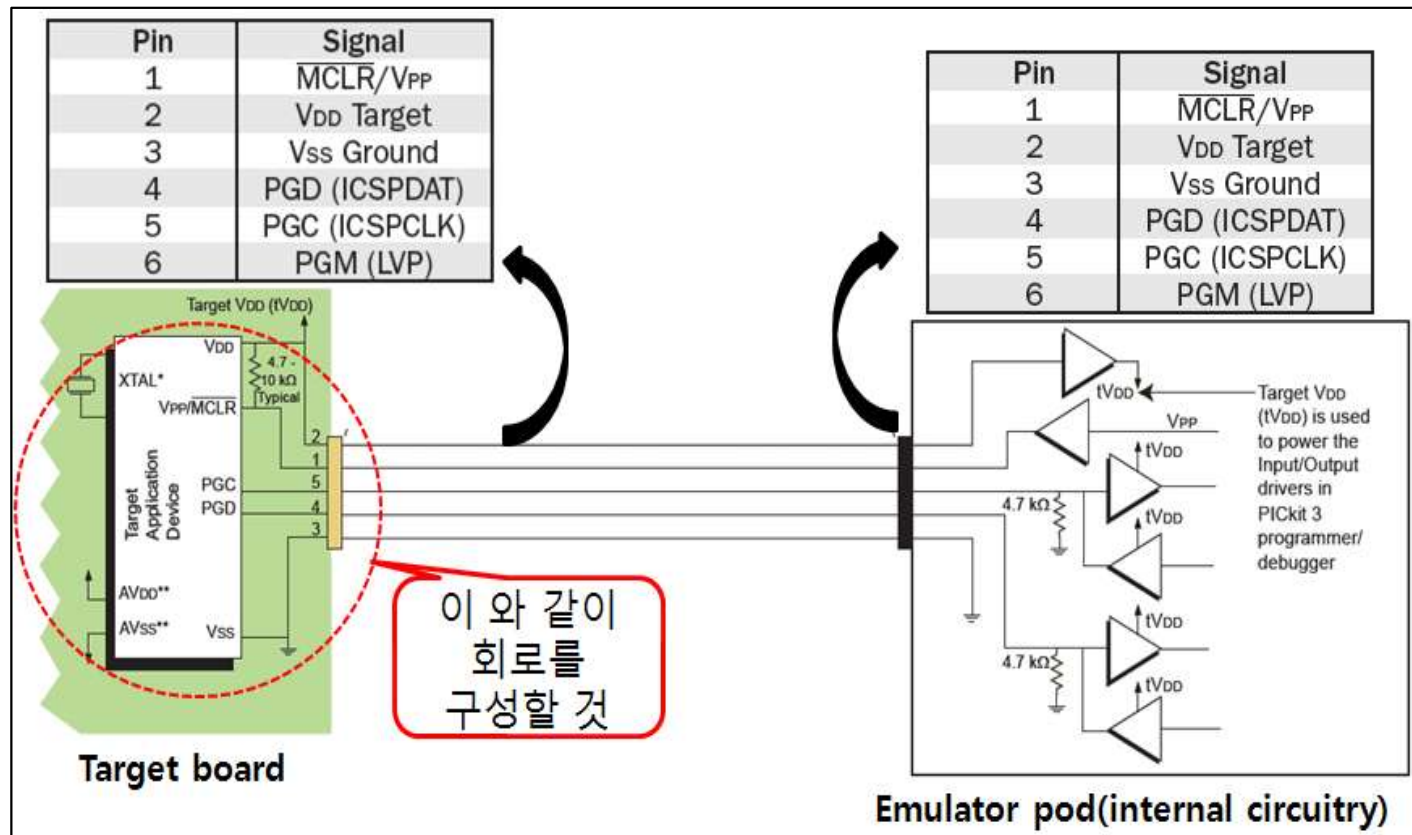 Pin Signal
1 MCLR/VPP
2 VDD Target
3 VSS Ground
4 PGD (ICSPDAT)
5 PGC (ICSPCLK)
6 PGM (LVP)
Pin Signal
1 MCLR/VPP
2 VDD Target
3 VSS Ground
4 PGD (ICSPDAT)
5 PGC (ICSPCLK)
6 PGM (LVP)
Target VDD (tVDD)
VDD
XTAL*
4.7 -
10 kΩ
Typical
VPP/MCLR
2
1
PGC
5
PGD
4
3
Target
Application
Device
AVDD**
AVSS**
VSS
이 와 같이
회로를
구성할 것
Target board
tVDD
Target VDD
(tVDD) is used
to power the
Input/Output
drivers in
PICkit 3
programmer/
debugger
VPP
tVDD
4.7 kΩ
tVDD
tVDD
4.7 kΩ
tVDD
Emulator pod(internal circuitry)